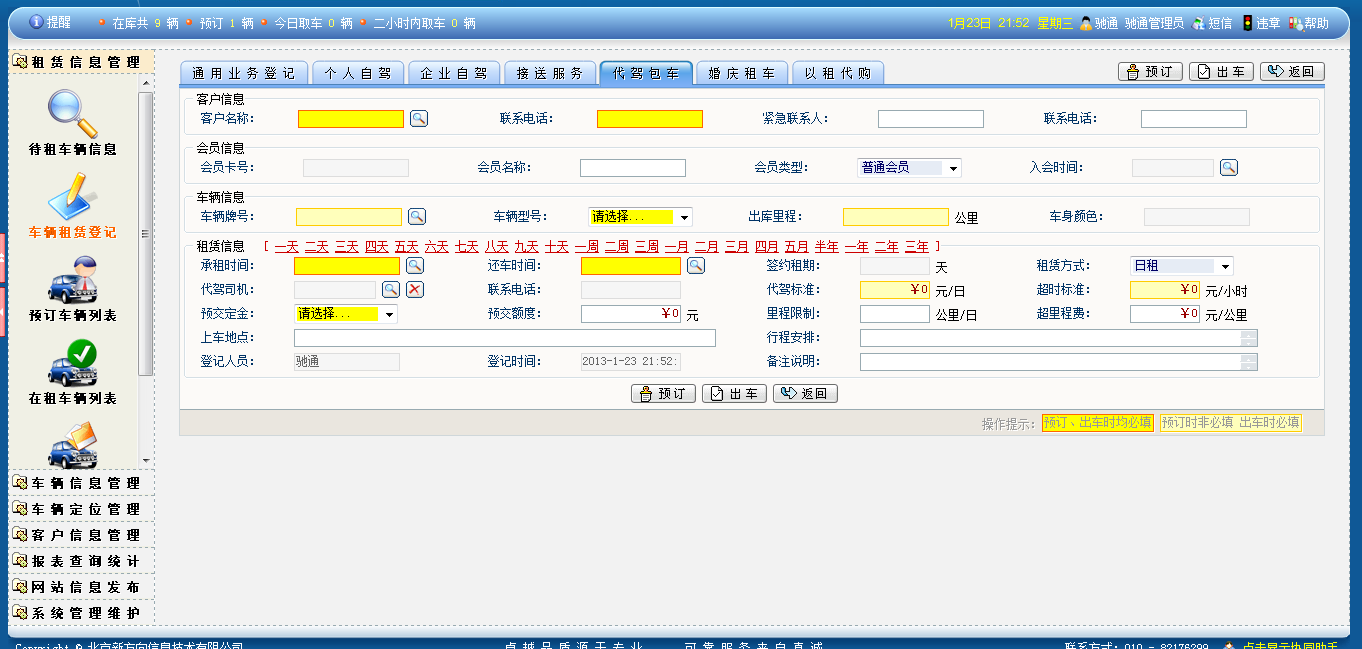 提醒 在库共 9 辆 预订 1 辆 今日取车 0 辆 二小时内取车 0 辆 1月23日 21:52 星期三 驰通 驰通管理员 短信 违章 帮助
租赁信息管理
待租车辆信息
车辆租赁登记
预订车辆列表
在租车辆列表
车辆信息管理
车辆定位管理
客户信息管理
报表查询统计
网站信息发布
系统管理维护
通用业务登记 个人自驾 企业自驾 接送服务 代驾包车 婚庆租车 以租代购 预订 出车 返回
客户信息
客户名称: 联系电话: 紧急联系人: 联系电话:
会员信息
会员卡号: 会员名称: 会员类型: 普通会员 入会时间:
车辆信息
车辆牌号: 车辆型号: 请选择... 出库里程: 公里 车身颜色:
租赁信息 [ 一天 二天 三天 四天 五天 六天 七天 八天 九天 十天 一周 二周 三周 一月 二月 三月 四月 五月 半年 一年 二年 三年 ]
承租时间: 还车时间: 签约租期: 天 租赁方式: 日租
代驾司机: 联系电话: 代驾标准: ¥0 元/日 超时标准: ¥0 元/小时
预交定金: 请选择... 预交额度: ¥0 元 里程限制: 公里/日 超里程费: ¥0 元/公里
上车地点: 行程安排:
登记人员: 驰通 登记时间: 2013-1-23 21:52: 备注说明:
预订 出车 返回
操作提示: 预订、出车时均必填 预订时非必填 出车时必填
Copyright © 北京新方向信息技术有限公司 卓越品质源于专业 可靠服务来自真诚 联系方式: 010 - 82176299 点击显示协同助手